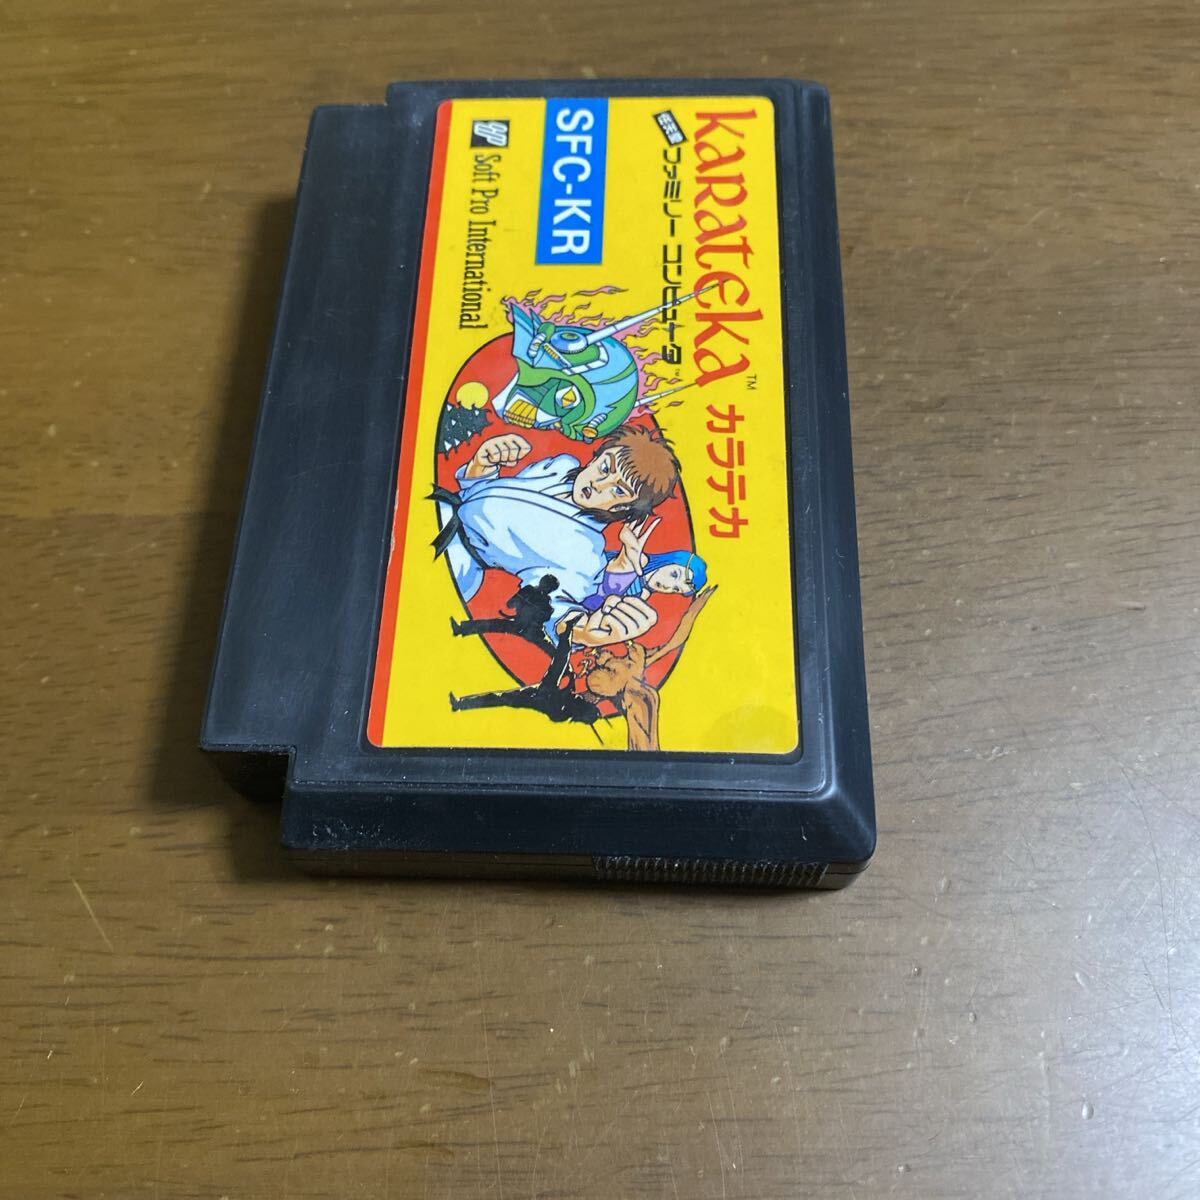 KARATEKA™ カラテカ
任天堂 ファミリー コンピュータ™
SFC-KR
SP Soft Pro International